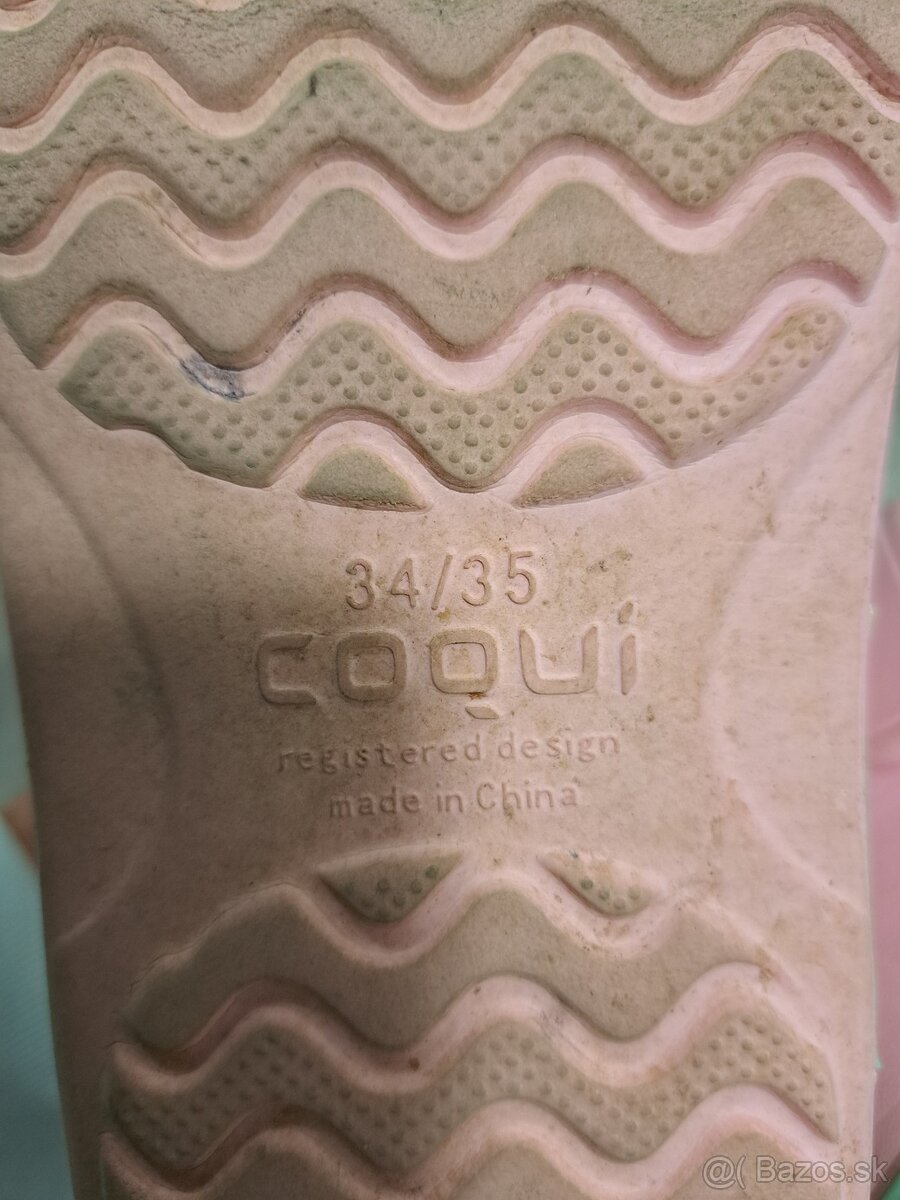 34/35
COQUI
registered design
made in China
@( Bazos.sk